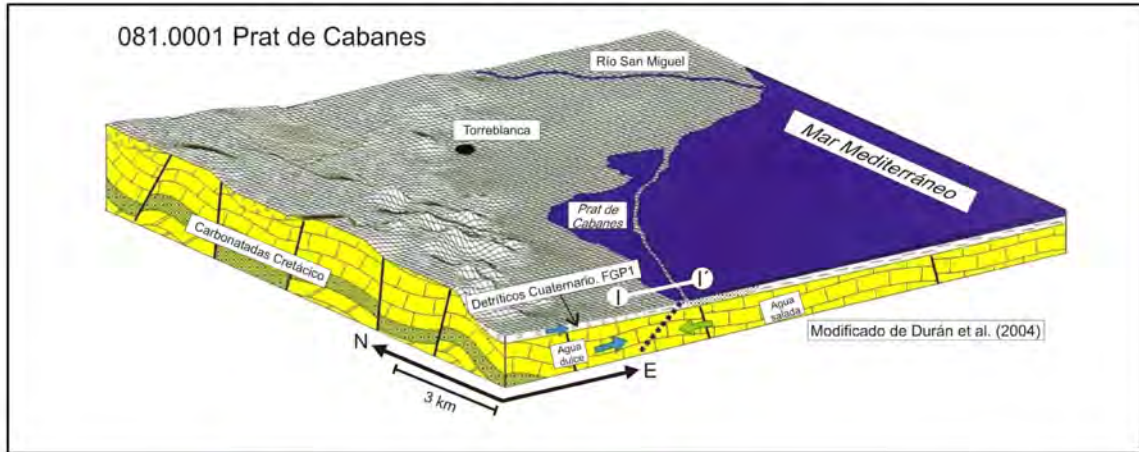 081.0001 Prat de Cabanes
Río San Miguel
Torreblanca
Mar Mediterráneo
Prat de
Cabanes
Carbonatadas Cretácico
Detríticos Cuaternario. FGP1
I
I´
Agua
salada
Modificado de Durán et al. (2004)
Agua
dulce
N
E
3 km